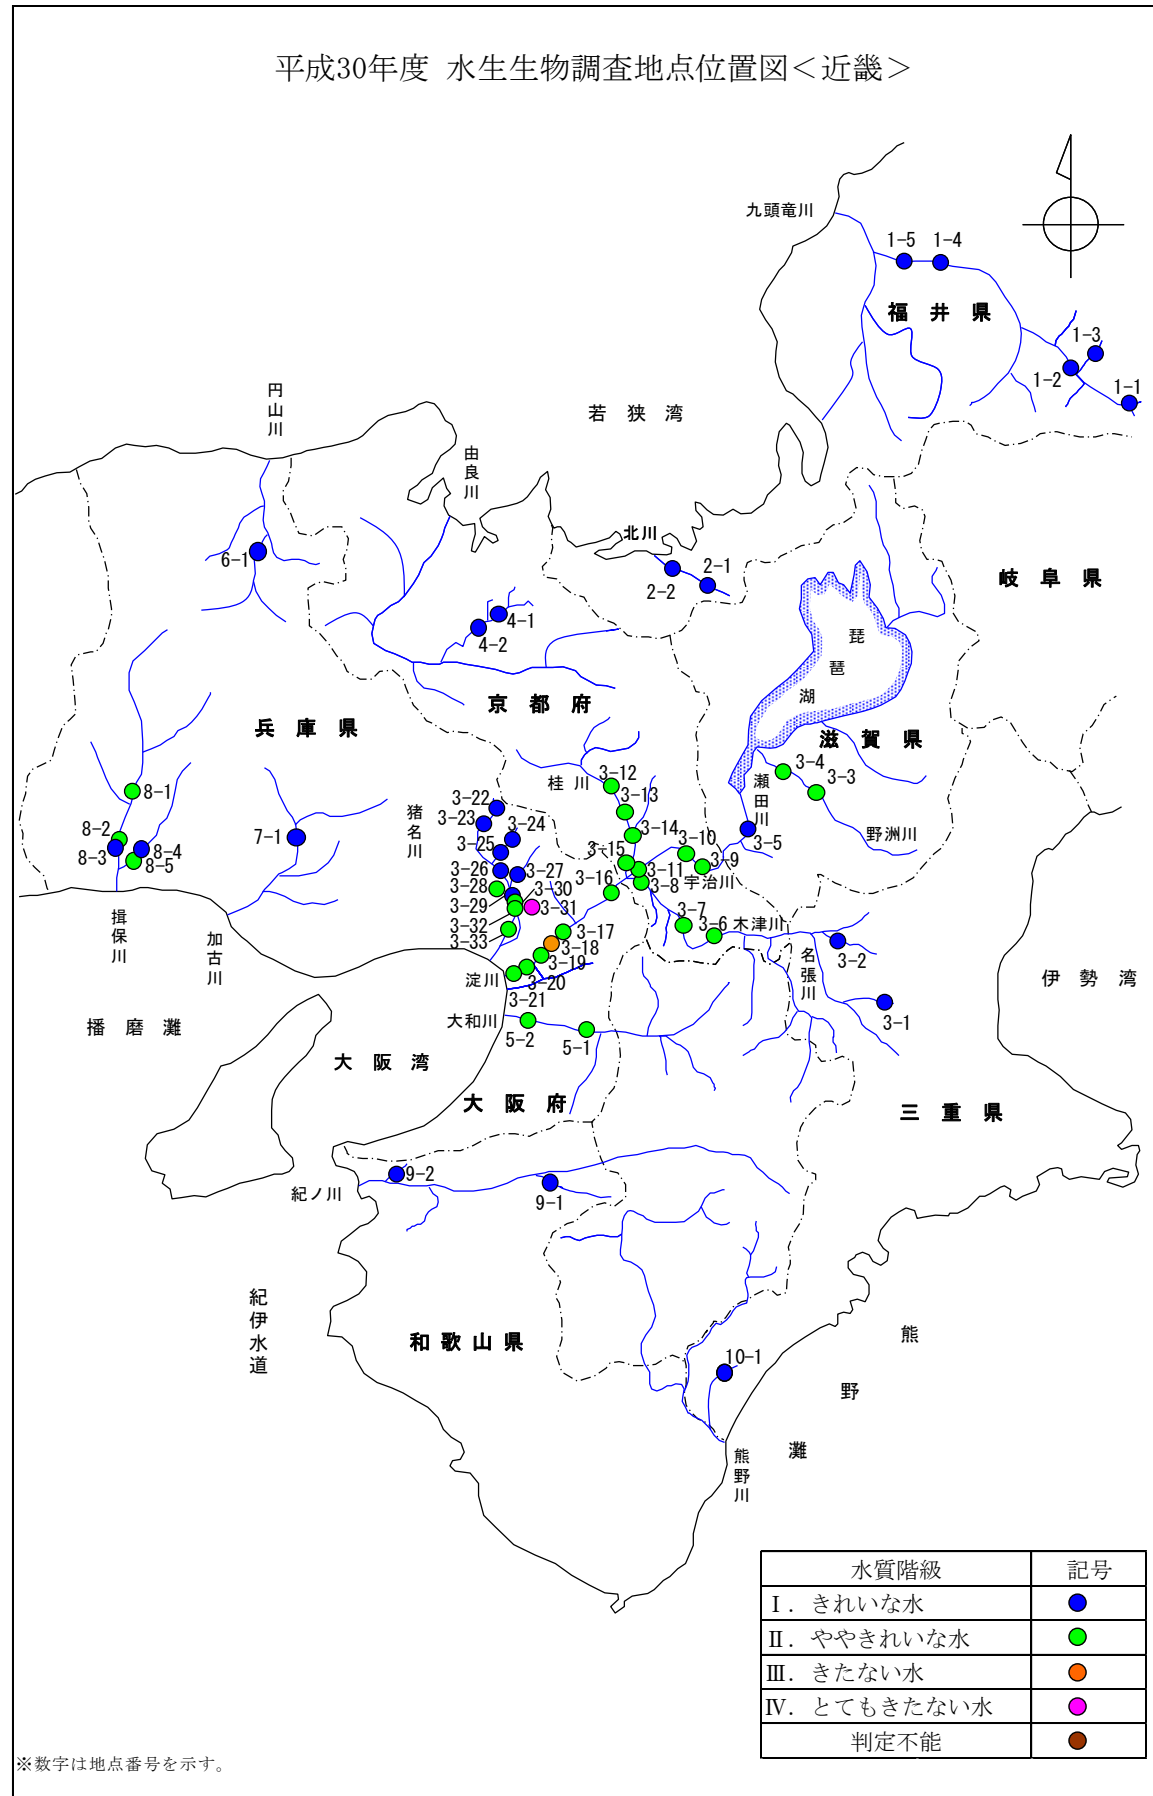 平成30年度 水生生物調査地点位置図＜近畿＞
九頭竜川
1-5
1-4
福井県
1-3
1-2
1-1
円山川
若狭湾
由良川
北川
2-1
2-2
6-1
岐阜県
4-1
4-2
琵琶湖
京都府
兵庫県
滋賀県
桂川
3-12
3-4
3-3
瀬田川
8-1
3-22
3-13
猪名川
3-23
3-24
3-14
野洲川
8-2
7-1
8-3
8-4
3-25
3-10
3-5
8-5
3-15
3-9
3-26
3-27
3-11
宇治川
3-28
3-30
3-16
3-8
3-29
3-31
3-7
揖保川
加古川
3-32
3-6
木津川
3-33
3-17
3-18
3-2
名張川
3-19
淀川
3-20
伊勢湾
3-21
3-1
播磨灘
大和川
5-2
5-1
大阪湾
大阪府
三重県
9-2
紀ノ川
9-1
紀伊水道
和歌山県
10-1
熊野灘
熊野川
水質階級 記号
Ⅰ．きれいな水
Ⅱ．ややきれいな水
Ⅲ．きたない水
Ⅳ．とてもきたない水
判定不能
※数字は地点番号を示す。